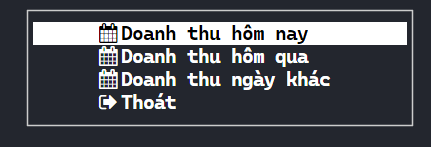 Doanh thu hôm nay
Doanh thu hôm qua
Doanh thu ngày khác
Thoát